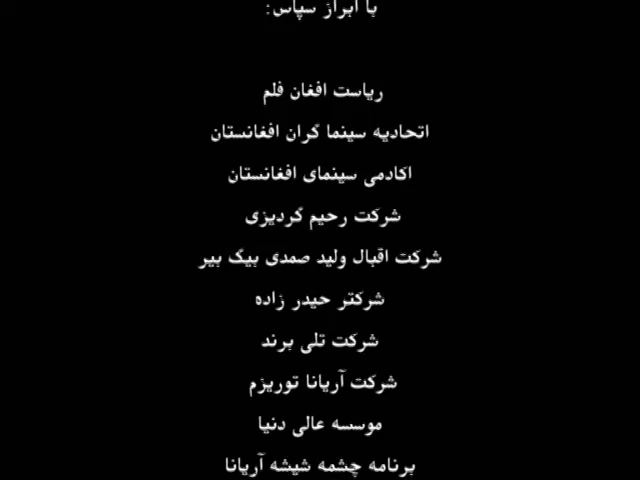 با ابراز سپاس:
ریاست افغان فلم
اتحادیه سینما گران افغانستان
اکادمی سینمای افغانستان
شرکت رحیم گردیزی
شرکت اقبال ولید صمدی بیگ بیر
شرکتر حیدر زاده
شرکت تلی برند
شرکت آریانا توریزم
موسسه عالی دنیا
برنامه چشمه شیشه آریانا